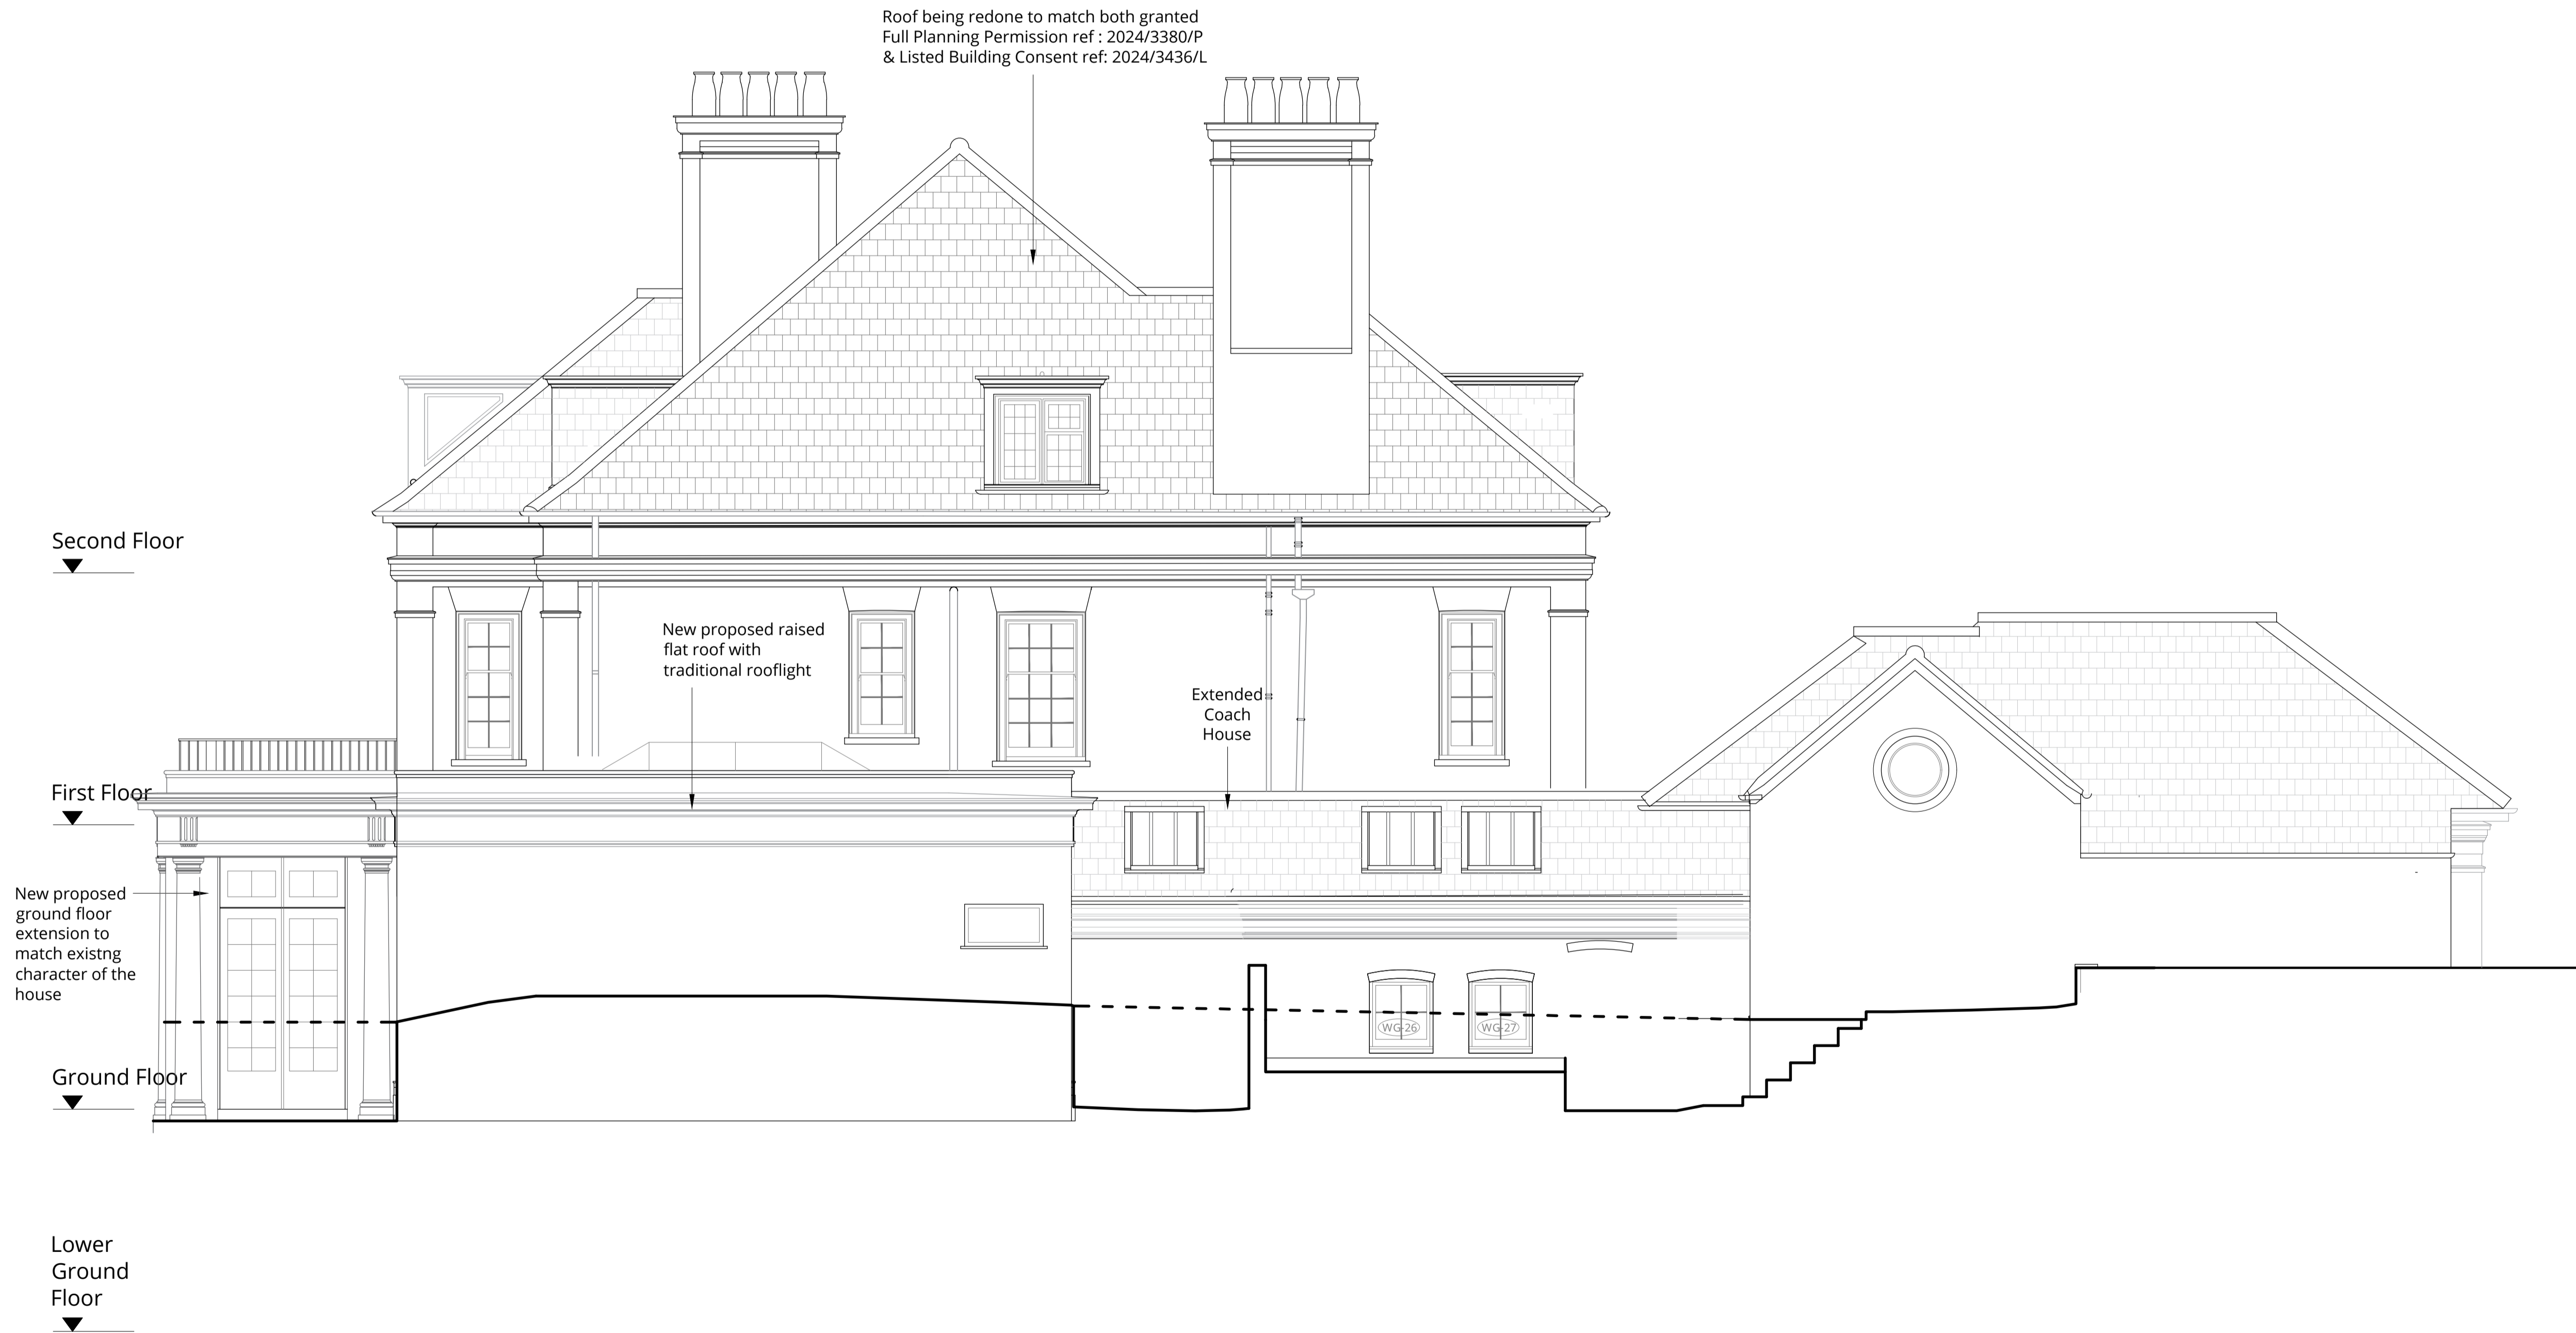 Roof being redone to match both granted
Full Planning Permission ref : 2024/3380/P
& Listed Building Consent ref: 2024/3436/L
Second Floor
New proposed raised
flat roof with
traditional rooflight
Extended
Coach
House
First Floor
New proposed
ground floor
extension to
match existng
character of the
house
WG-26
WG-27
Ground Floor
Lower
Ground
Floor